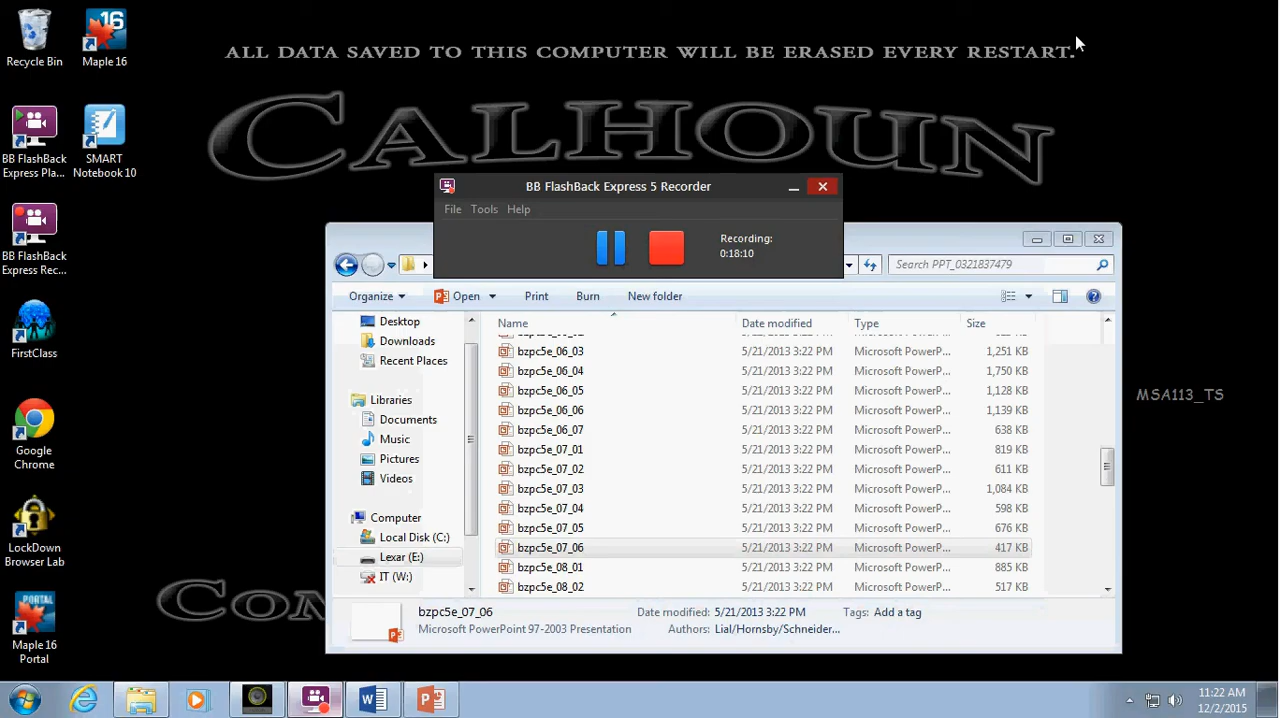 ALL DATA SAVED TO THIS COMPUTER WILL BE ERASED EVERY RESTART.
CALHOUN
Recycle Bin
Maple 16
BB FlashBack
Express Pla...
SMART
Notebook 10
BB FlashBack
Express Rec...
FirstClass
Google
Chrome
LockDown
Browser Lab
Maple 16
Portal
BB FlashBack Express 5 Recorder
File Tools Help
Recording:
0:18:10
Search PPT_0321837479
Organize Open Print Burn New folder
Desktop
Downloads
Recent Places
Libraries
Documents
Music
Pictures
Videos
Computer
Local Disk (C:)
Lexar (E:)
IT (W:)
Name Date modified Type Size
bzpc5e_06_03 5/21/2013 3:22 PM Microsoft PowerP... 1,251 KB
bzpc5e_06_04 5/21/2013 3:22 PM Microsoft PowerP... 1,750 KB
bzpc5e_06_05 5/21/2013 3:22 PM Microsoft PowerP... 1,128 KB
bzpc5e_06_06 5/21/2013 3:22 PM Microsoft PowerP... 1,139 KB
bzpc5e_06_07 5/21/2013 3:22 PM Microsoft PowerP... 638 KB
bzpc5e_07_01 5/21/2013 3:22 PM Microsoft PowerP... 819 KB
bzpc5e_07_02 5/21/2013 3:22 PM Microsoft PowerP... 611 KB
bzpc5e_07_03 5/21/2013 3:22 PM Microsoft PowerP... 1,084 KB
bzpc5e_07_04 5/21/2013 3:22 PM Microsoft PowerP... 598 KB
bzpc5e_07_05 5/21/2013 3:22 PM Microsoft PowerP... 676 KB
bzpc5e_07_06 5/21/2013 3:22 PM Microsoft PowerP... 417 KB
bzpc5e_08_01 5/21/2013 3:22 PM Microsoft PowerP... 885 KB
bzpc5e_08_02 5/21/2013 3:22 PM Microsoft PowerP... 517 KB
bzpc5e_07_06 Date modified: 5/21/2013 3:22 PM Tags: Add a tag
Microsoft PowerPoint 97-2003 Presentation Authors: Lial/Hornsby/Schneider...
MSA113_TS
11:22 AM
12/2/2015